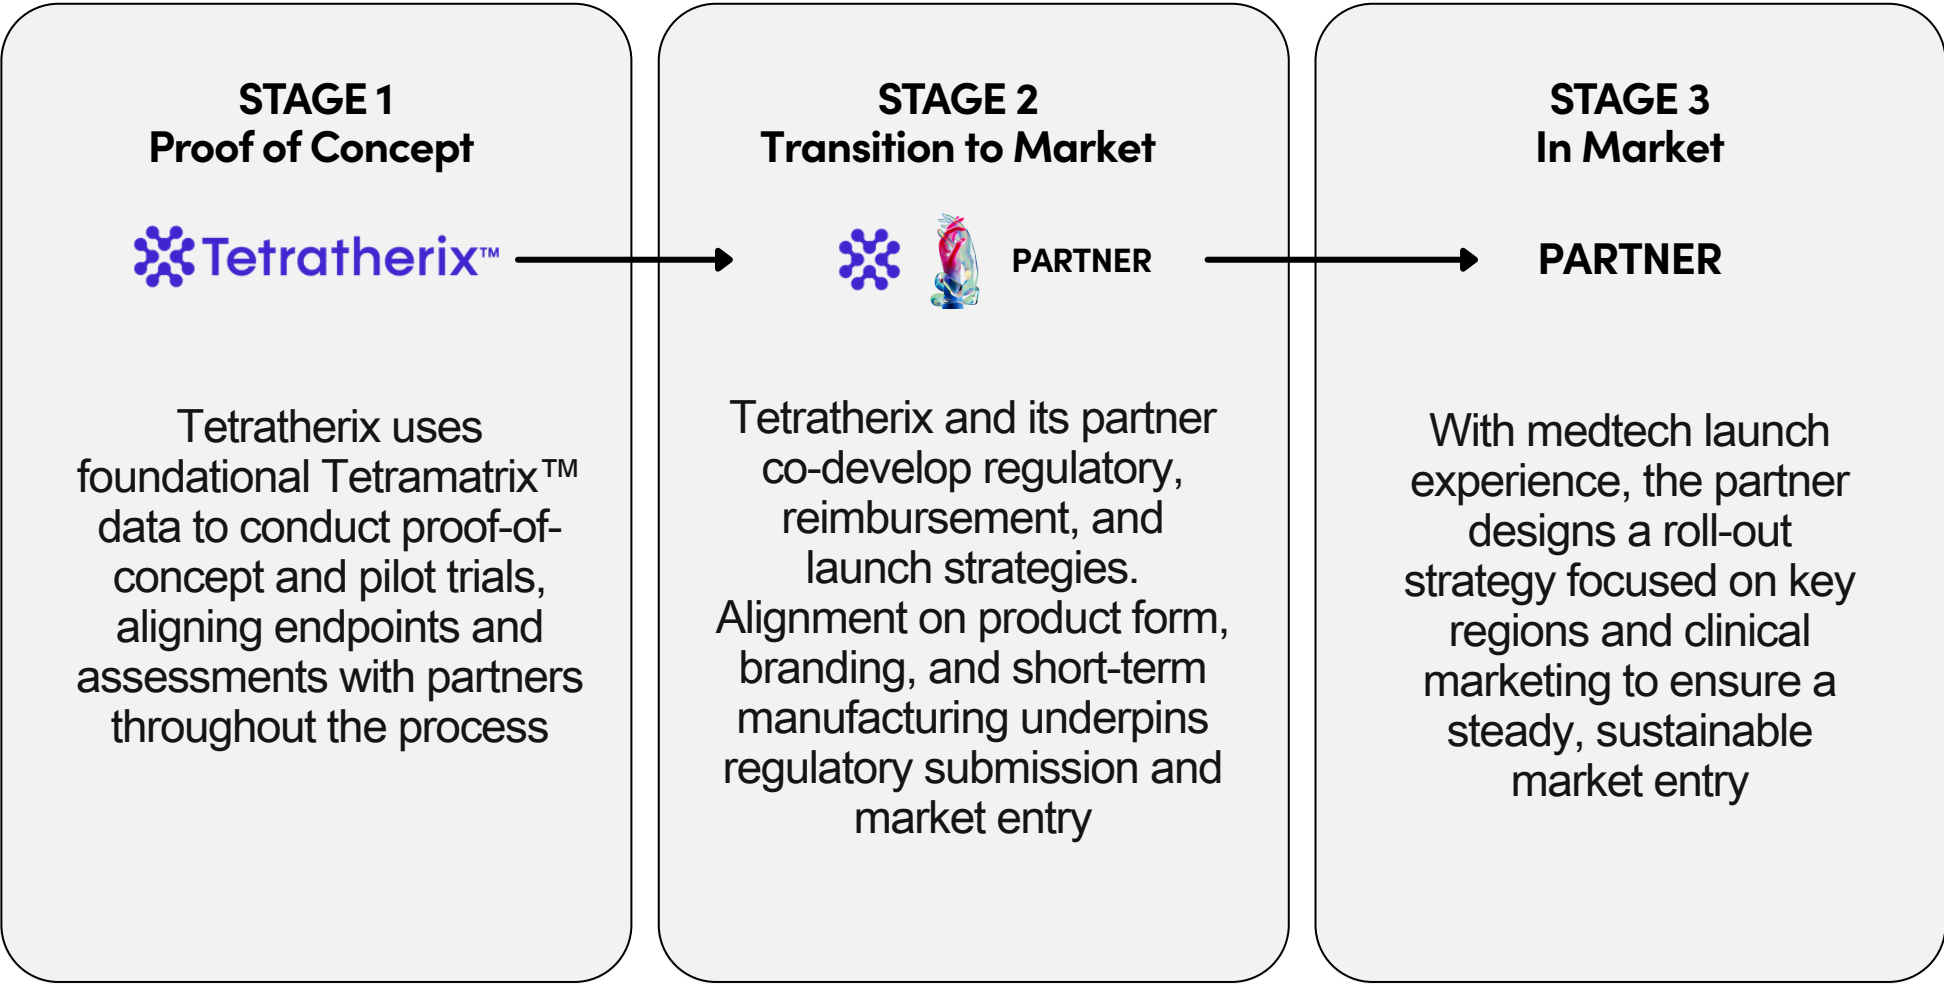 STAGE 1
Proof of Concept
Tetratherix™
Tetratherix uses
foundational Tetramatrix™
data to conduct proof-of-
concept and pilot trials,
aligning endpoints and
assessments with partners
throughout the process
STAGE 2
Transition to Market
PARTNER
Tetratherix and its partner
co-develop regulatory,
reimbursement, and
launch strategies.
Alignment on product form,
branding, and short-term
manufacturing underpins
regulatory submission and
market entry
STAGE 3
In Market
PARTNER
With medtech launch
experience, the partner
designs a roll-out
strategy focused on key
regions and clinical
marketing to ensure a
steady, sustainable
market entry